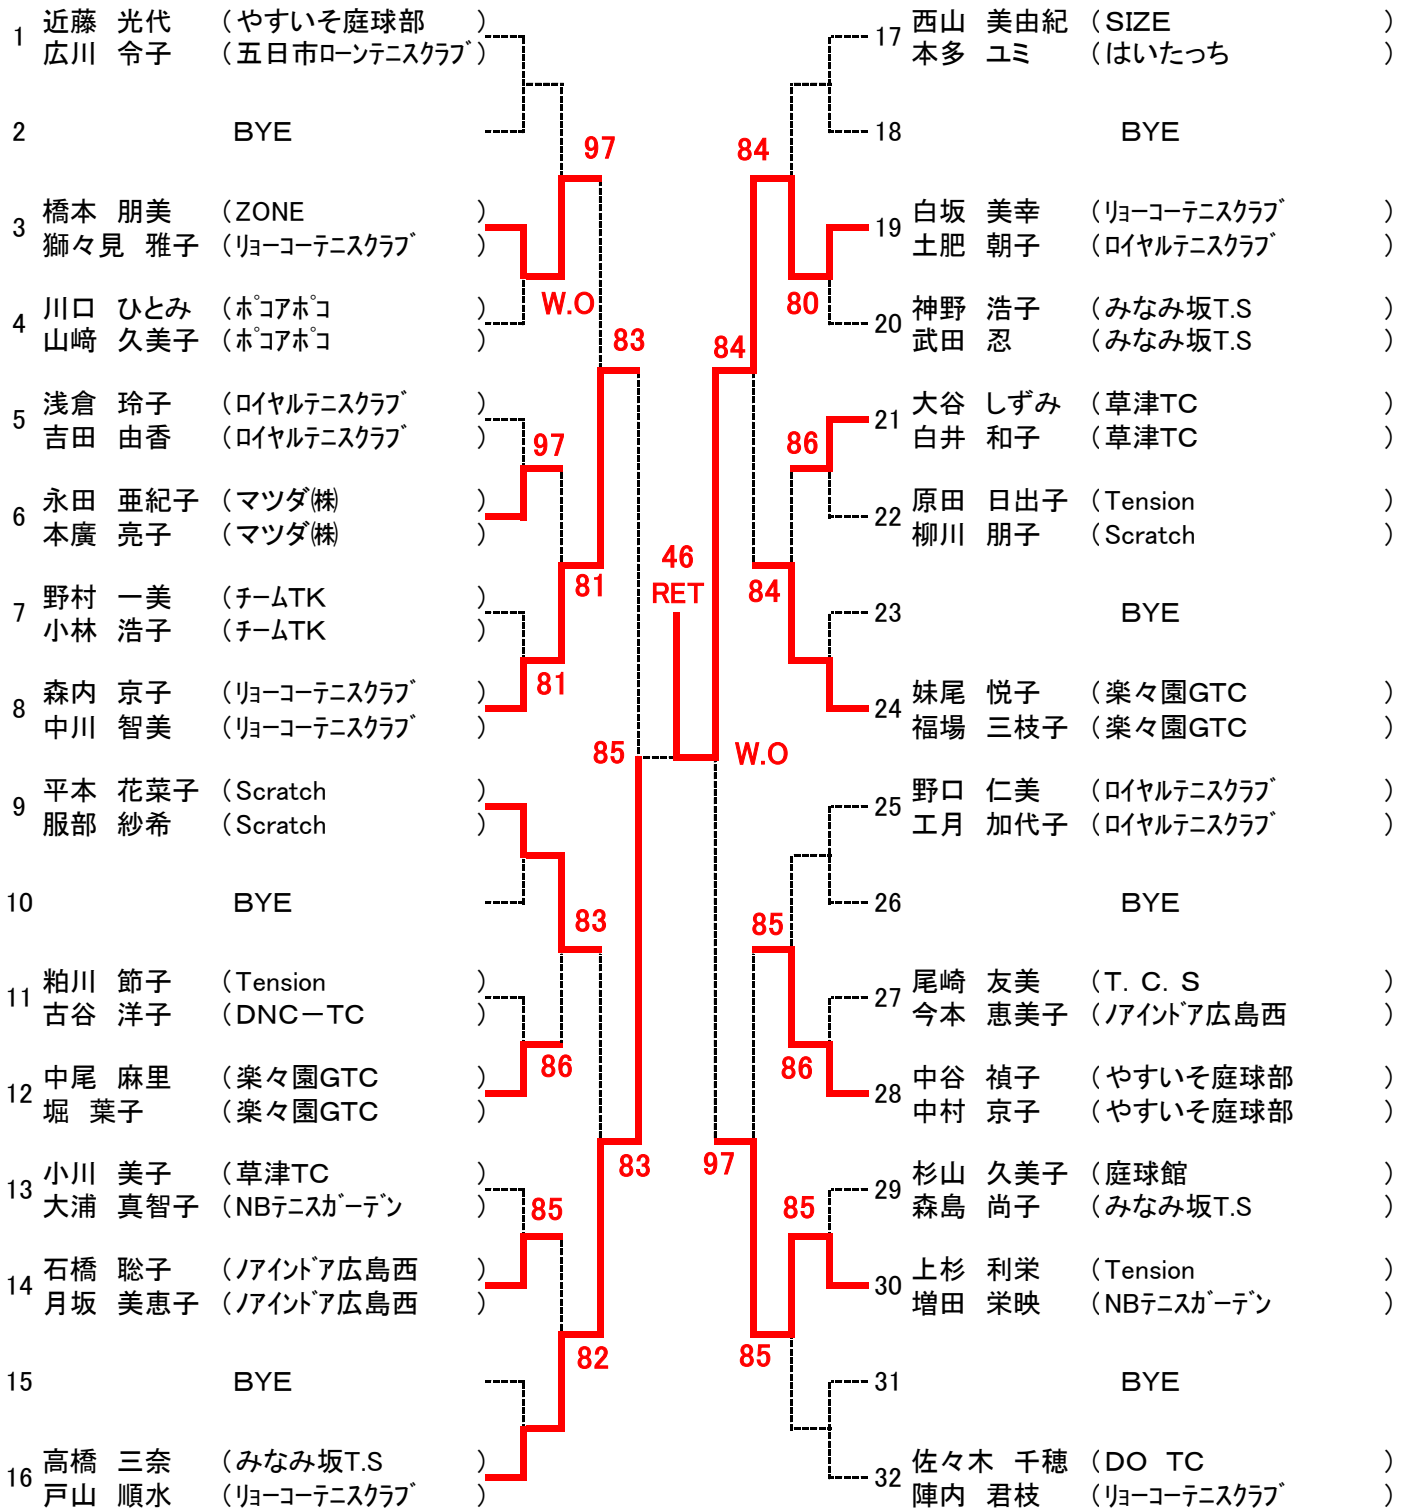 1 近藤 光代 (やすいそ庭球部 )
広川 令子 (五日市ローンテニスクラブ)
2 BYE
97
3 橋本 朋美 (ZONE )
獅々見 雅子 (リョーコーテニスクラブ )
W.O
4 川口 ひとみ (ポコアポコ )
山﨑 久美子 (ポコアポコ )
83
5 浅倉 玲子 (ロイヤルテニスクラブ )
吉田 由香 (ロイヤルテニスクラブ )
97
6 永田 亜紀子 (マツダ㈱ )
本廣 亮子 (マツダ㈱ )
81
7 野村 一美 (チームTK )
小林 浩子 (チームTK )
81
8 森内 京子 (リョーコーテニスクラブ )
中川 智美 (リョーコーテニスクラブ )
85
9 平本 花菜子 (Scratch )
服部 紗希 (Scratch )
10 BYE
83
11 粕川 節子 (Tension )
古谷 洋子 (DNC－TC )
86
12 中尾 麻里 (楽々園GTC )
堀 葉子 (楽々園GTC )
83
13 小川 美子 (草津TC )
大浦 真智子 (NBテニスガーデン )
85
14 石橋 聡子 (ノアインドア広島西 )
月坂 美恵子 (ノアインドア広島西 )
82
15 BYE
16 高橋 三奈 (みなみ坂T.S )
戸山 順水 (リョーコーテニスクラブ )
46
RET
W.O
17 西山 美由紀 (SIZE )
本多 ユミ (はいたっち )
18 BYE
84
19 白坂 美幸 (リョーコーテニスクラブ )
土肥 朝子 (ロイヤルテニスクラブ )
80
20 神野 浩子 (みなみ坂T.S )
武田 忍 (みなみ坂T.S )
84
21 大谷 しずみ (草津TC )
白井 和子 (草津TC )
86
22 原田 日出子 (Tension )
柳川 朋子 (Scratch )
84
23 BYE
24 妹尾 悦子 (楽々園GTC )
福場 三枝子 (楽々園GTC )
25 野口 仁美 (ロイヤルテニスクラブ )
工月 加代子 (ロイヤルテニスクラブ )
26 BYE
85
27 尾崎 友美 (T．C．S )
今本 恵美子 (ノアインドア広島西 )
86
28 中谷 禎子 (やすいそ庭球部 )
中村 京子 (やすいそ庭球部 )
97
29 杉山 久美子 (庭球館 )
森島 尚子 (みなみ坂T.S )
85
30 上杉 利栄 (Tension )
増田 栄映 (NBテニスガーデン )
85
31 BYE
32 佐々木 千穂 (DO TC )
陣内 君枝 (リョーコーテニスクラブ )